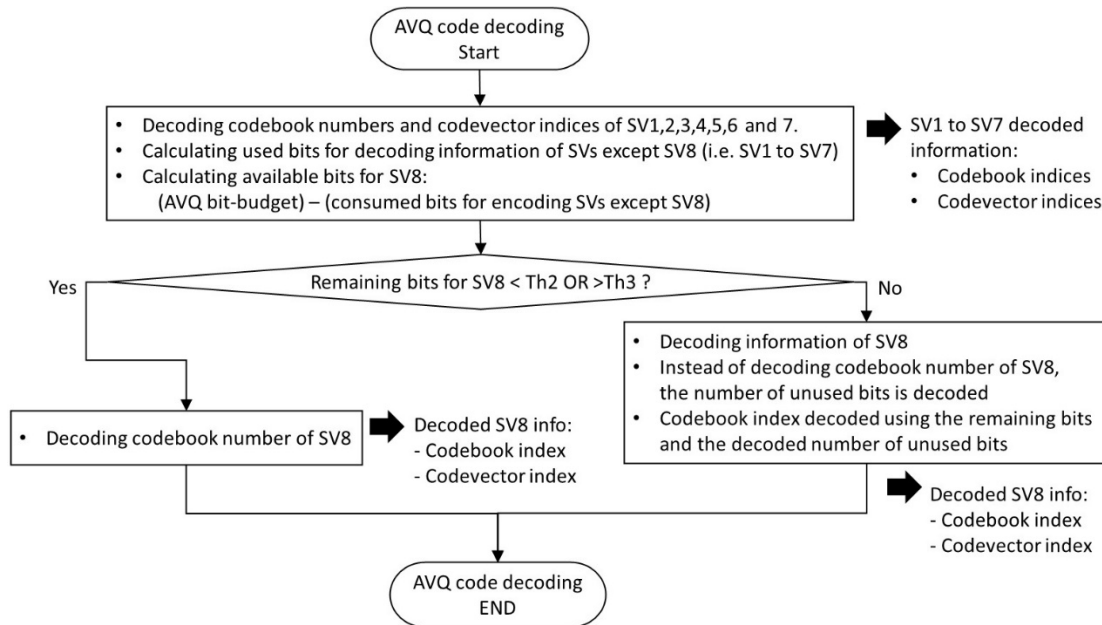 AVQ code decoding
Start
• Decoding codebook numbers and codevector indices of SV1,2,3,4,5,6 and 7.
• Calculating used bits for decoding information of SVs except SV8 (i.e. SV1 to SV7)
• Calculating available bits for SV8:
(AVQ bit-budget) – (consumed bits for encoding SVs except SV8)
SV1 to SV7 decoded
information:
• Codebook indices
• Codevector indices
Remaining bits for SV8 < Th2 OR >Th3 ?
Yes
No
• Decoding information of SV8
• Instead of decoding codebook number of SV8,
the number of unused bits is decoded
• Codebook index decoded using the remaining bits
and the decoded number of unused bits
• Decoding codebook number of SV8
Decoded SV8 info:
- Codebook index
- Codevector index
Decoded SV8 info:
- Codebook index
- Codevector index
AVQ code decoding
END